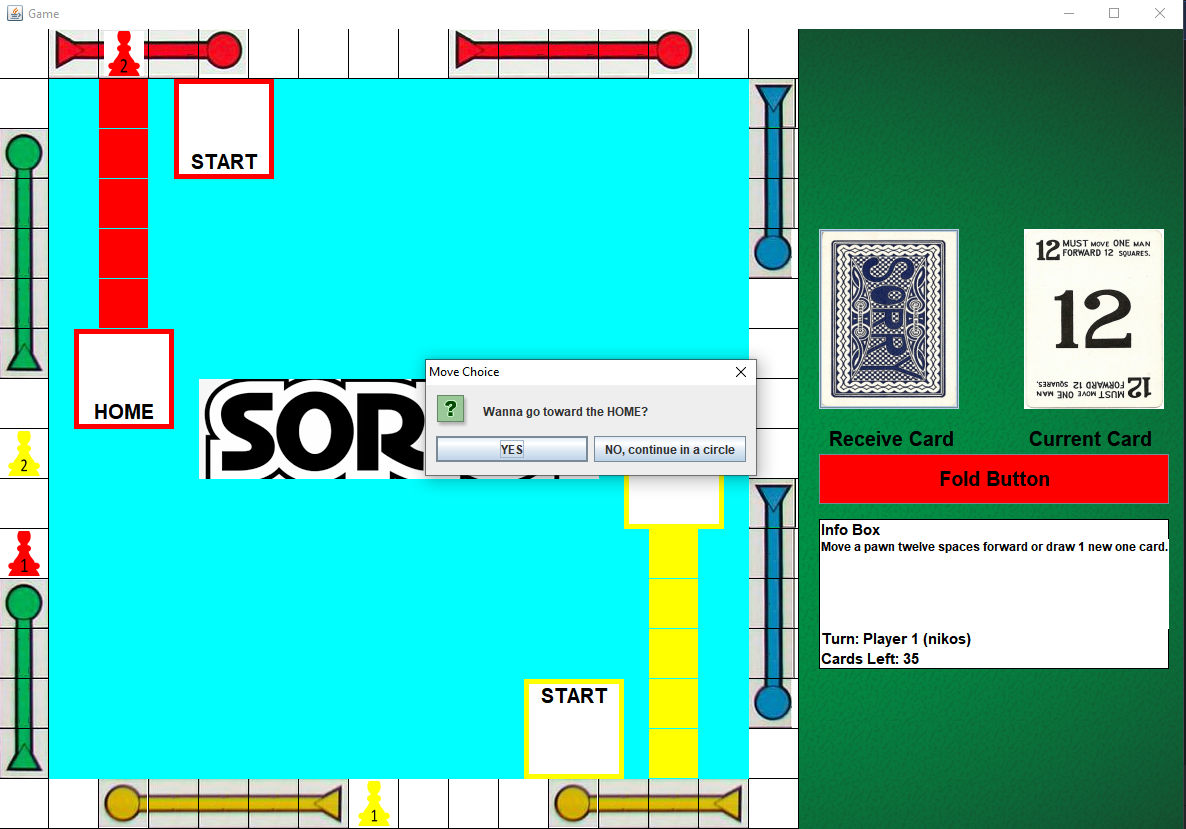 Game
2
START
HOME
SOR
2
1
START
1
Move Choice
?
Wanna go toward the HOME?
YES
NO, continue in a circle
SORRY
12 MUST MOVE ONE MAN
FORWARD 12 SQUARES.
12
12 MUST MOVE ONE MAN
FORWARD 12 SQUARES.
Receive Card
Current Card
Fold Button
Info Box
Move a pawn twelve spaces forward or draw 1 new one card.
Turn: Player 1 (nikos)
Cards Left: 35